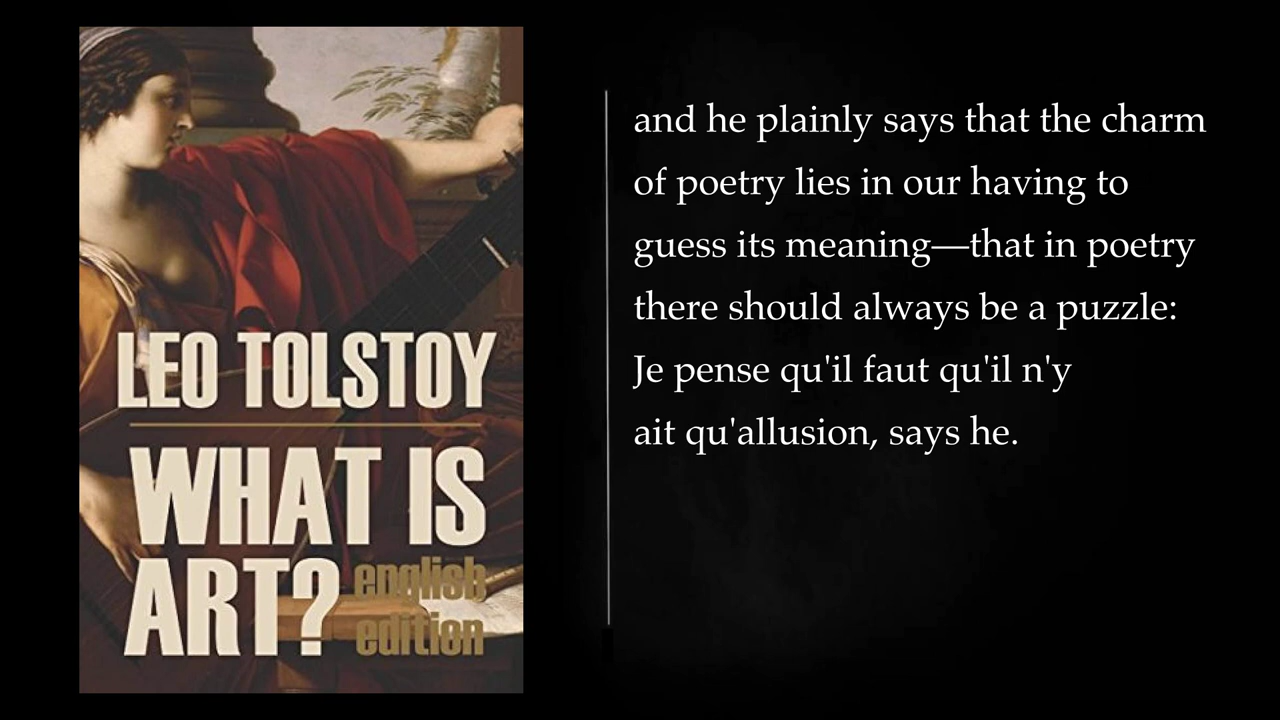 LEO TOLSTOY
WHAT IS
ART?
english
edition
and he plainly says that the charm
of poetry lies in our having to
guess its meaning—that in poetry
there should always be a puzzle:
Je pense qu'il faut qu'il n'y
ait qu'allusion, says he.